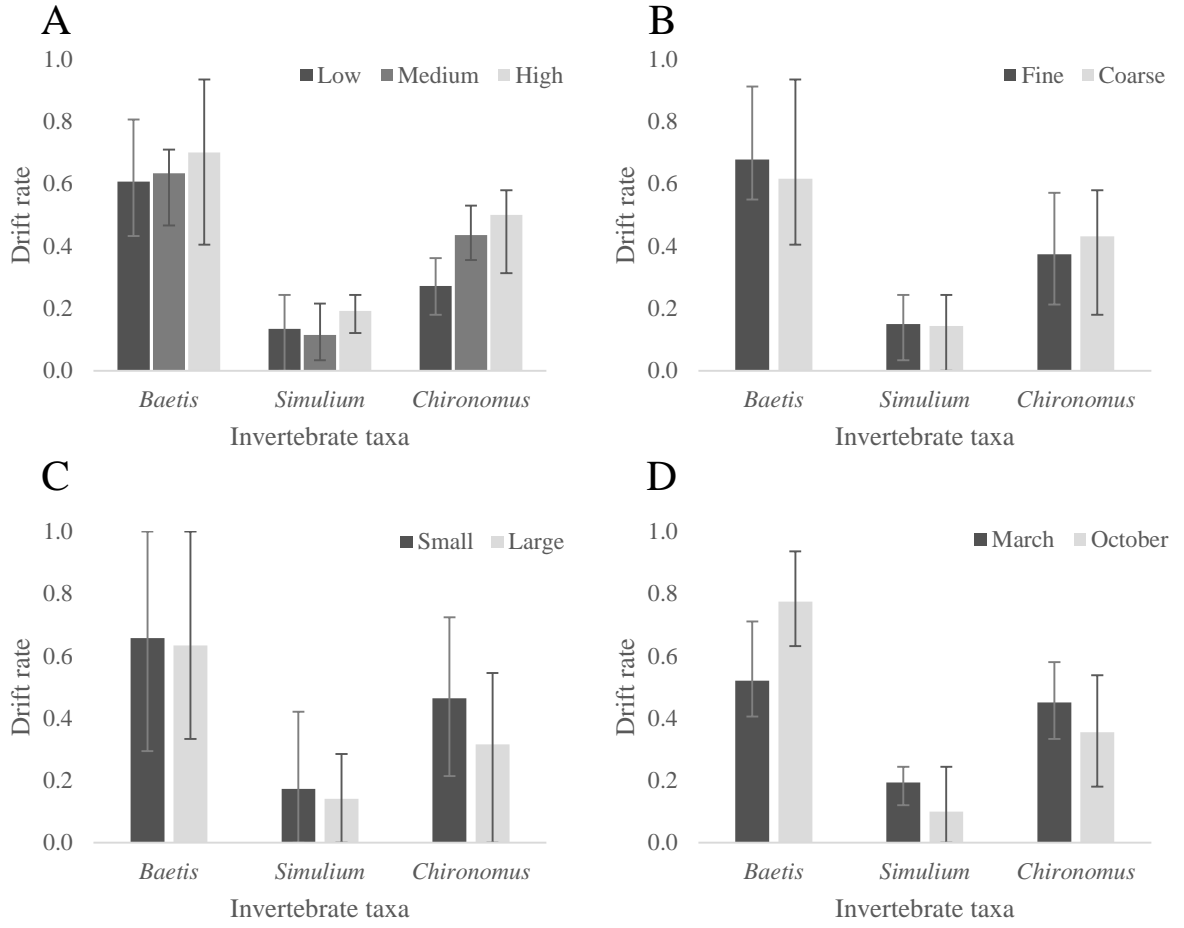 A
1.0
0.8
0.6
0.4
0.2
0.0
Drift rate
Low Medium High
Baetis Simulium Chironomus
Invertebrate taxa
B
1.0
0.8
0.6
0.4
0.2
0.0
Drift rate
Fine Coarse
Baetis Simulium Chironomus
Invertebrate taxa
C
1.0
0.8
0.6
0.4
0.2
0.0
Drift rate
Small Large
Baetis Simulium Chironomus
Invertebrate taxa
D
1.0
0.8
0.6
0.4
0.2
0.0
Drift rate
March October
Baetis Simulium Chironomus
Invertebrate taxa